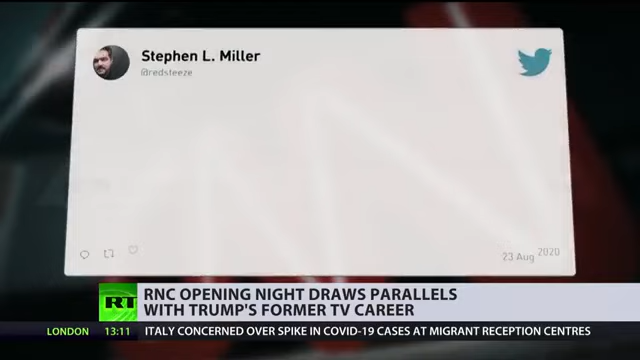 Stephen L. Miller
@redsteeze
23 Aug 2020
RT
RNC OPENING NIGHT DRAWS PARALLELS
WITH TRUMP'S FORMER TV CAREER
LONDON 13:11 ITALY CONCERNED OVER SPIKE IN COVID-19 CASES AT MIGRANT RECEPTION CENTRES